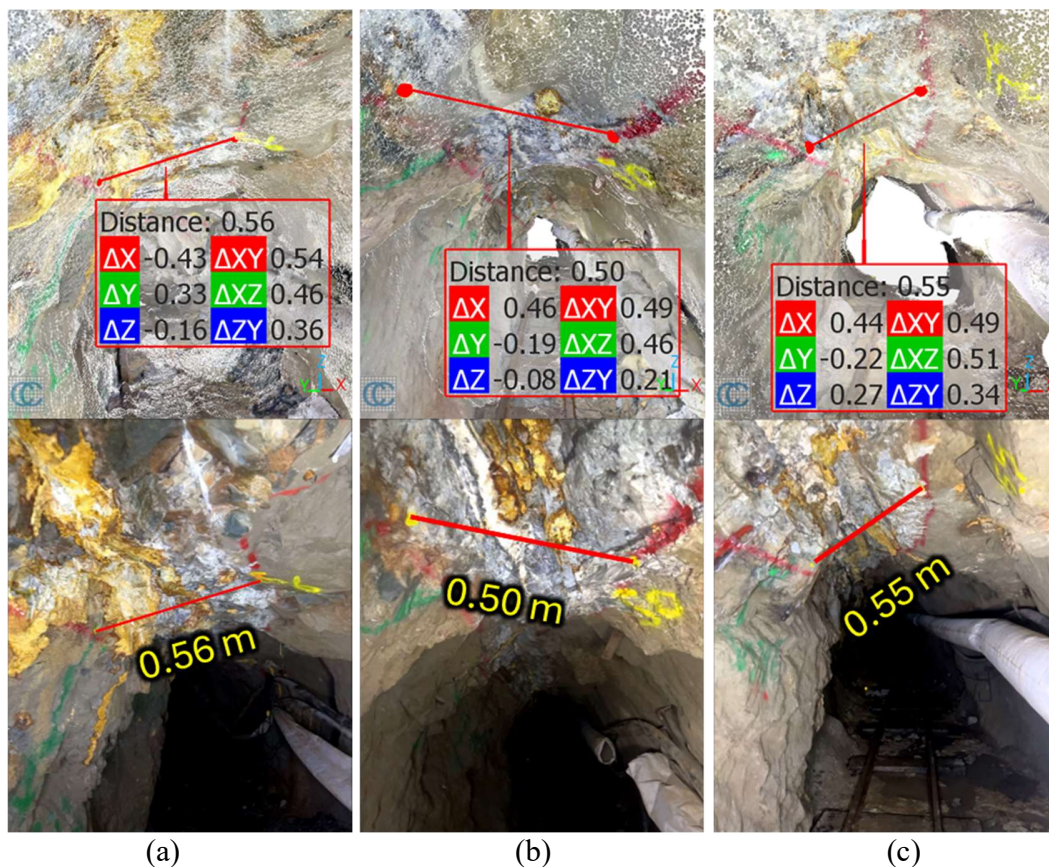 Distance: 0.56
ΔX -0.43 ΔXY 0.54
ΔY 0.33 ΔXZ 0.46
ΔZ -0.16 ΔZY 0.36
Z
Y X
CC
Distance: 0.50
ΔX 0.46 ΔXY 0.49
ΔY -0.19 ΔXZ 0.46
ΔZ -0.08 ΔZY 0.21
Z
Y X
CC
Distance: 0.55
ΔX 0.44 ΔXY 0.49
ΔY -0.22 ΔXZ 0.51
ΔZ 0.27 ΔZY 0.34
Z
Y X
CC
0.56 m
0.50 m
0.55 m
(a)
(b)
(c)